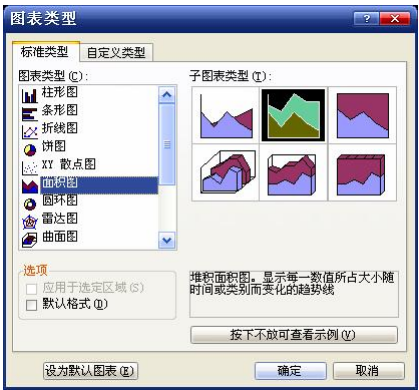 图表类型
标准类型 自定义类型
图表类型(C): 子图表类型(T):
柱形图
条形图
折线图
饼图
XY 散点图
面积图
圆环图
雷达图
曲面图
选项
应用于选定区域(S)
默认格式(D)
堆积面积图。显示每一数值所占大小随
时间或类别而变化的趋势线
按下不放可查看示例(V)
设为默认图表(E) 确定 取消